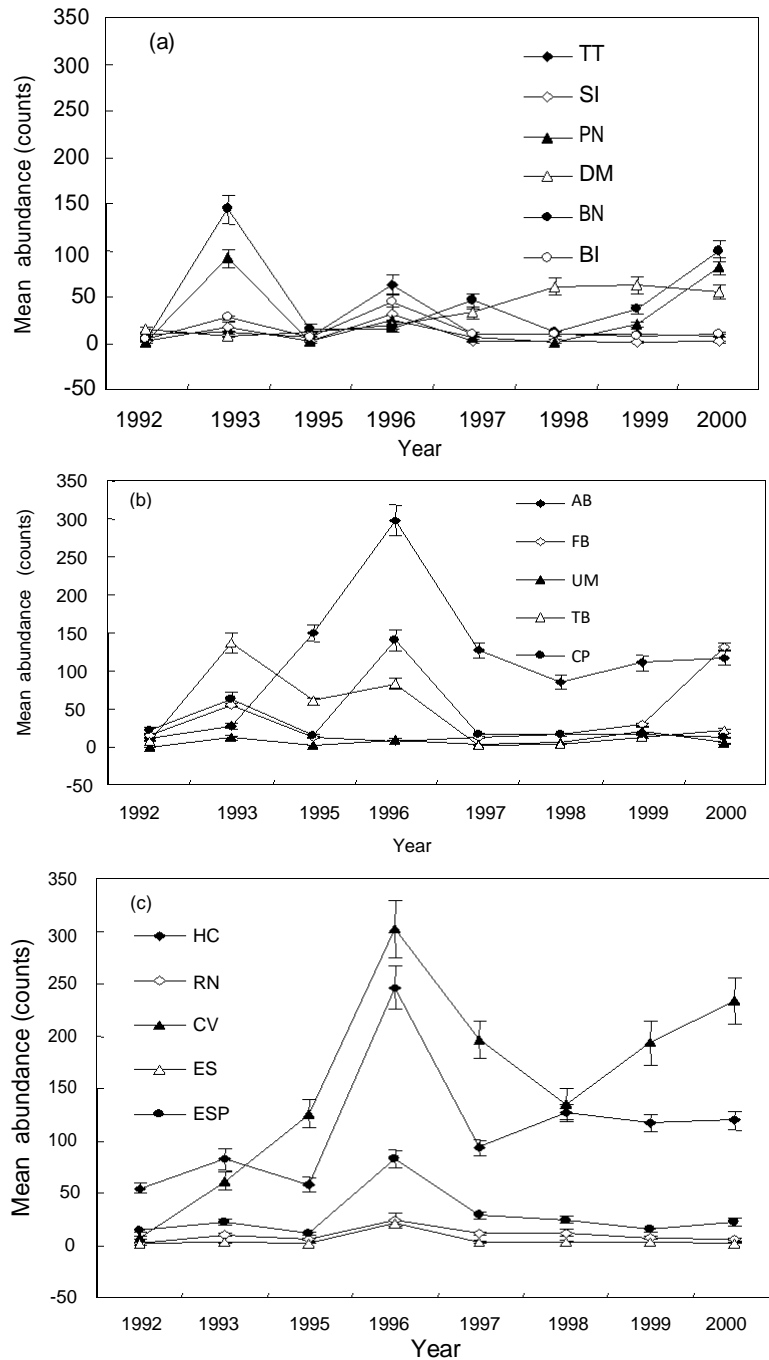 (a)
350
300
250
200
150
100
50
0
-50
Mean abundance (counts)
TT
SI
PN
DM
BN
BI
1992 1993 1995 1996 1997 1998 1999 2000
Year
(b)
350
300
250
200
150
100
50
0
-50
Mean abundance (counts)
AB
FB
UM
TB
CP
1992 1993 1995 1996 1997 1998 1999 2000
Year
(c)
350
300
250
200
150
100
50
0
-50
Mean abundance (counts)
HC
RN
CV
ES
ESP
1992 1993 1995 1996 1997 1998 1999 2000
Year